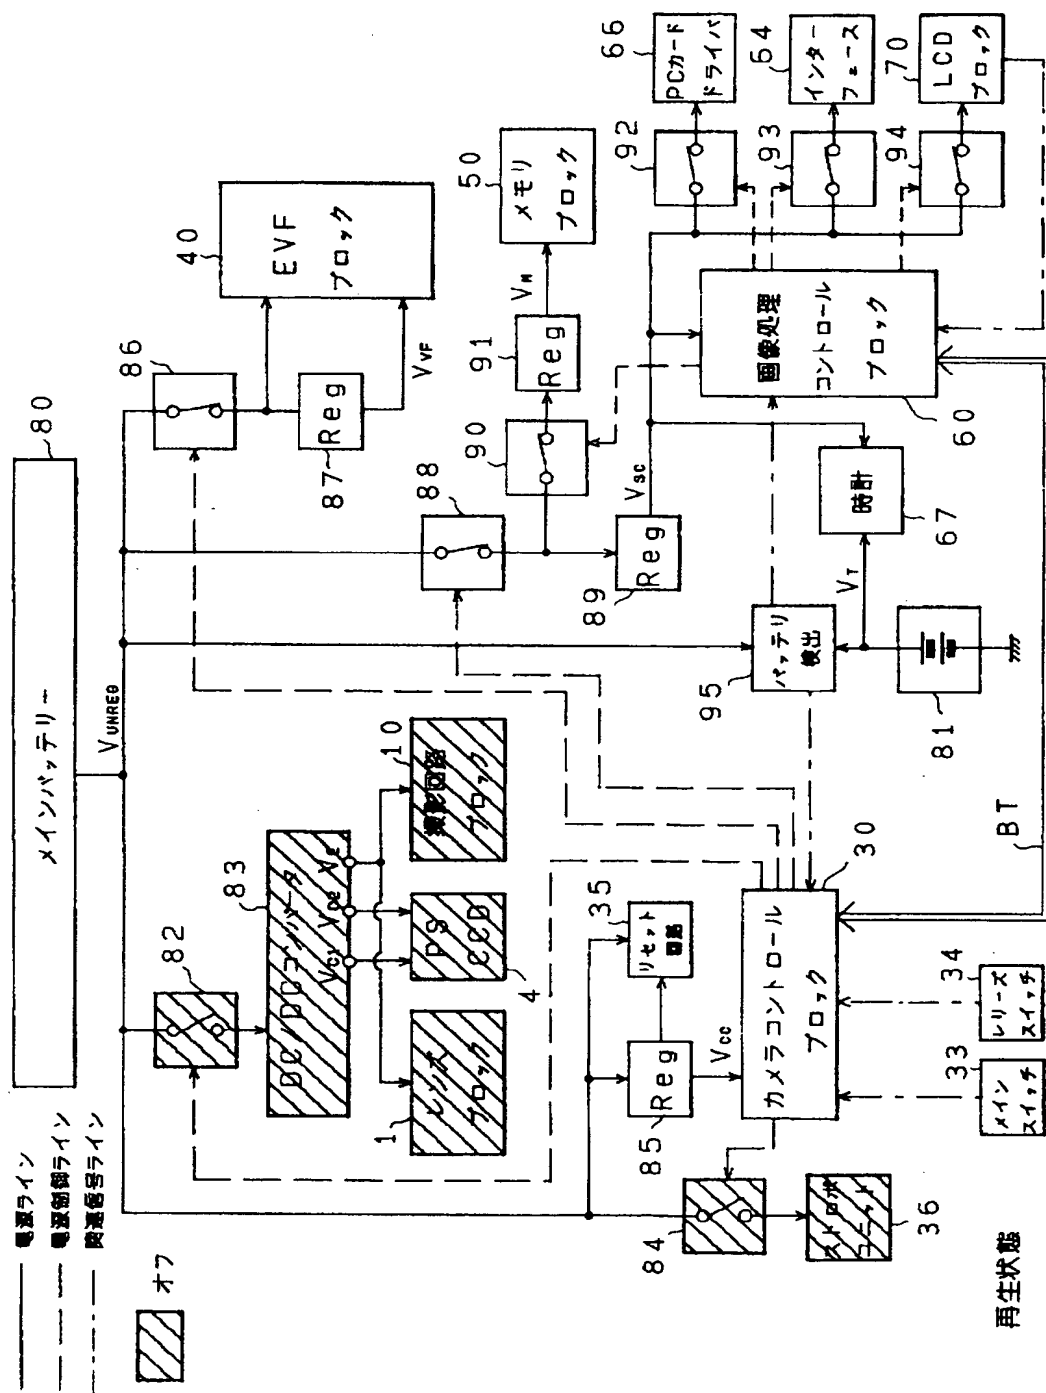 電源ライン
電源制御ライン
関連信号ライン
オフ
メインバッテリー
80
VUNREG
82
DC/DCコンバータ
83
VC1
VC2
VE
1
レンズ
ブロック
PS
CCD
4
撮影回路
ブロック
10
86
Reg
87
VVF
EVF
ブロック
40
88
Reg
89
VSC
90
Reg
91
VM
メモリ
ブロック
50
84
ストロボ
ユニット
36
Reg
85
VCC
リセット
回路
35
カメラコントロール
ブロック
30
メイン
スイッチ
33
レリーズ
スイッチ
34
BT
バッテリ
検出
95
81
VT
時計
67
画像処理
コントロール
ブロック
60
92
PCカード
ドライバ
66
93
インター
フェース
64
94
LCD
ブロック
70
再生状態